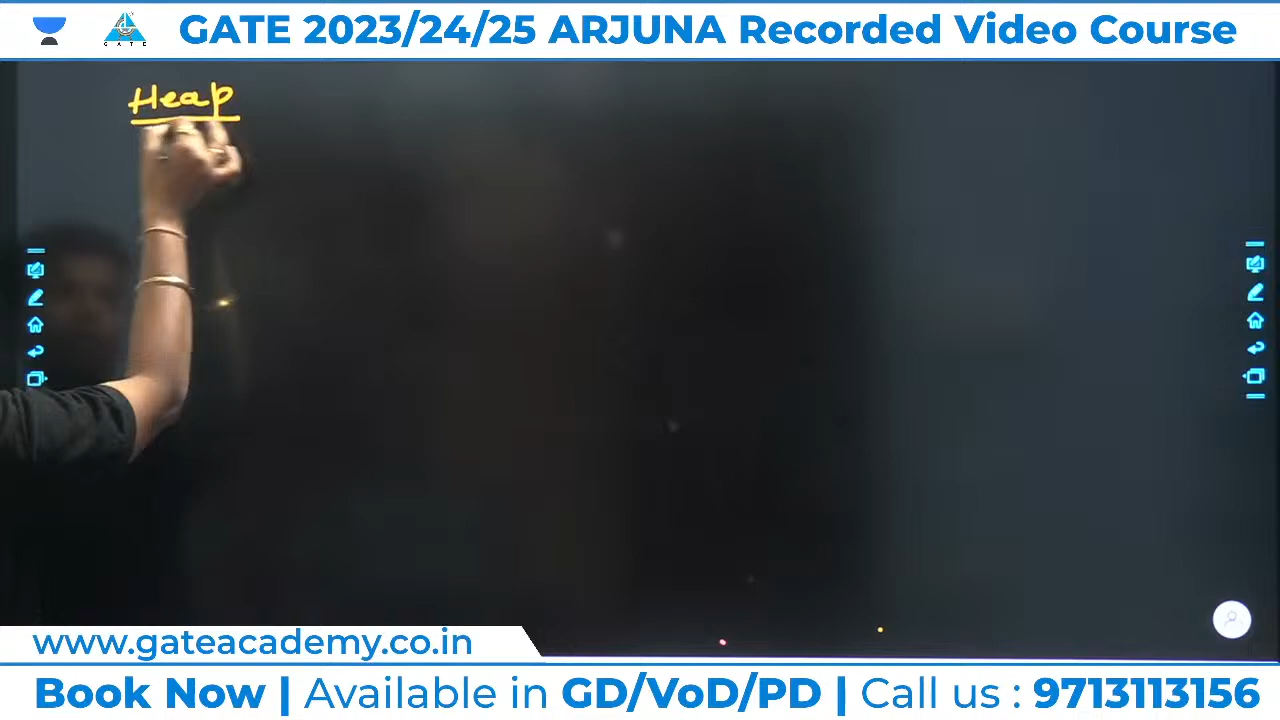 GATE
GATE 2023/24/25 ARJUNA Recorded Video Course
Heap
www.gateacademy.co.in
Book Now | Available in GD/VoD/PD | Call us : 9713113156